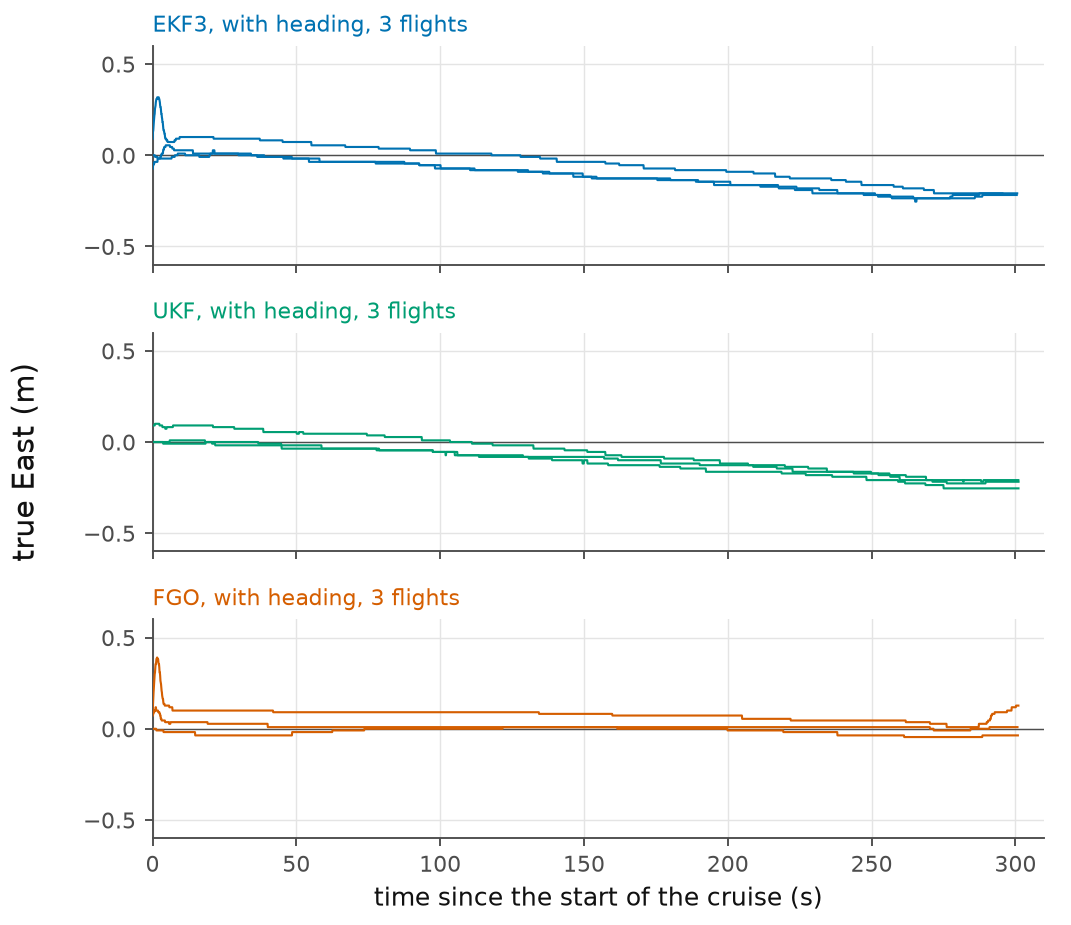 EKF3, with heading, 3 flights
0.5
0.0
−0.5
UKF, with heading, 3 flights
0.5
0.0
−0.5
true East (m)
FGO, with heading, 3 flights
0.5
0.0
−0.5
0 50 100 150 200 250 300
time since the start of the cruise (s)